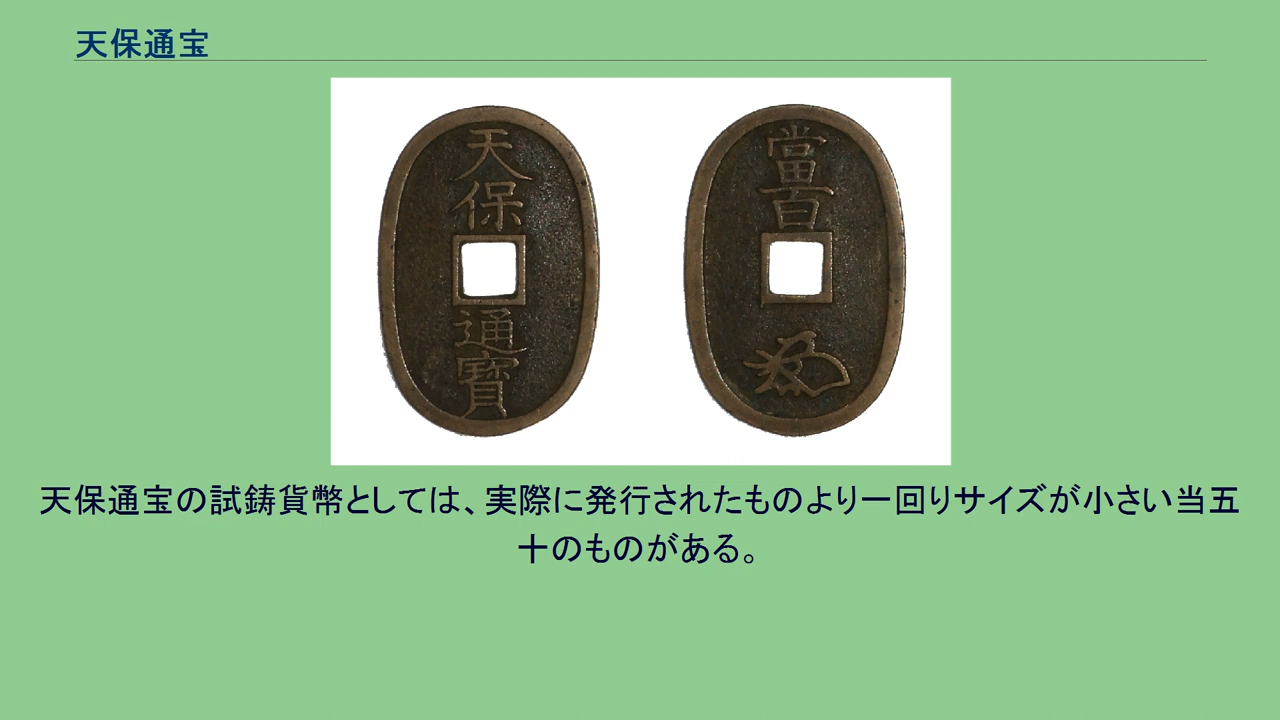 天保通宝
天保
通寳
當百
天保通宝の試鋳貨幣としては、実際に発行されたものより一回りサイズが小さい当五
十のものがある。